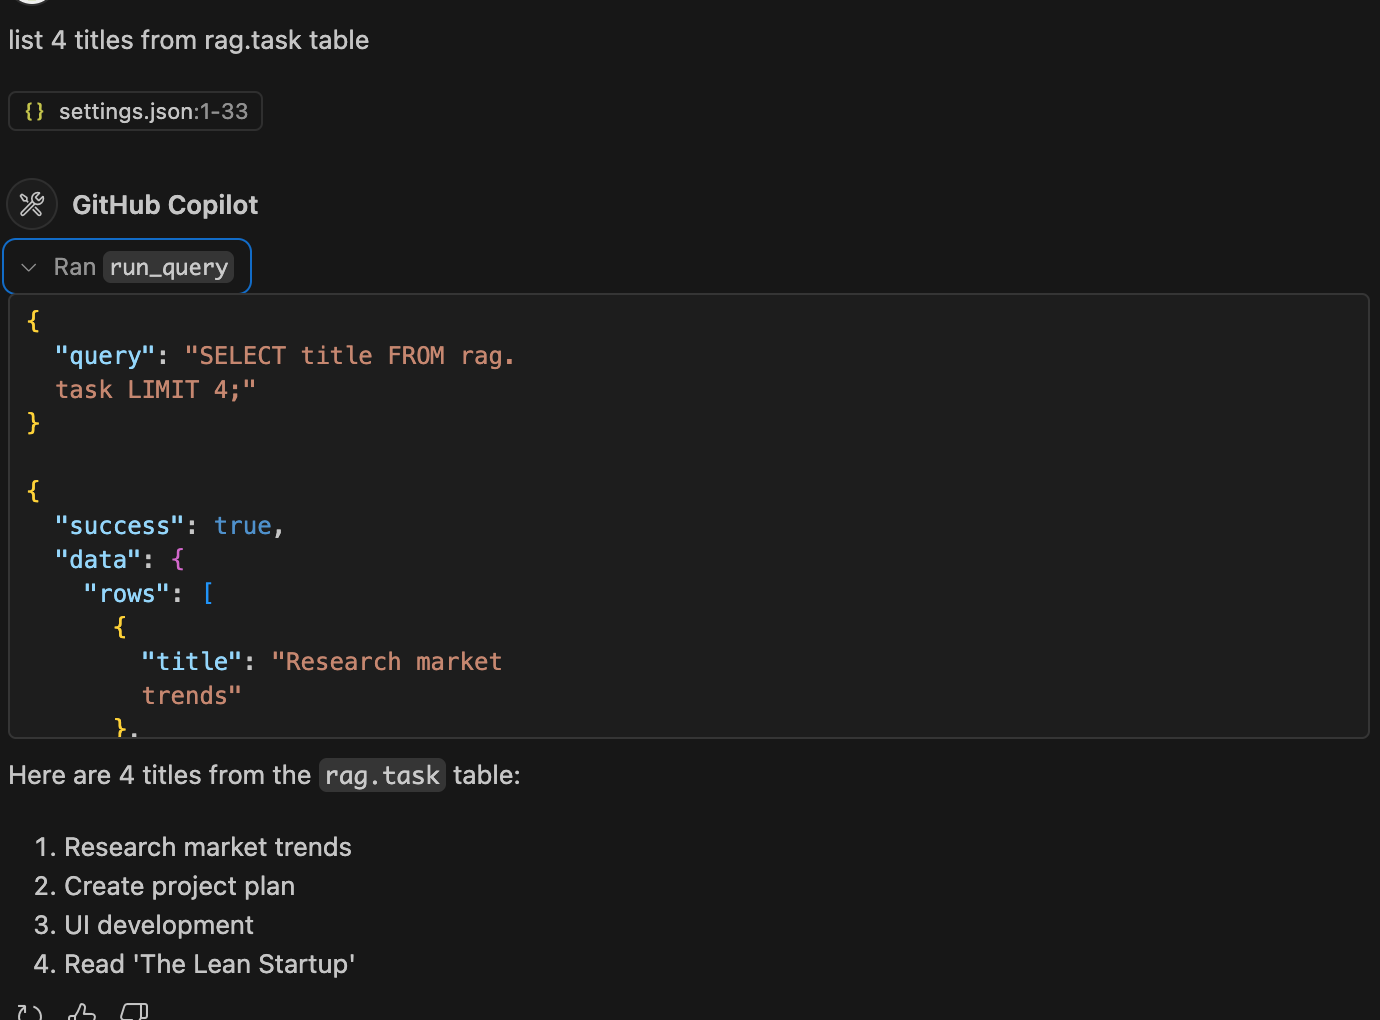 list 4 titles from rag.task table
{} settings.json:1-33
GitHub Copilot
Ran run_query
{
"query": "SELECT title FROM rag.
task LIMIT 4;"
}
{
"success": true,
"data": {
"rows": [
{
"title": "Research market
trends"
},
Here are 4 titles from the rag.task table:
1. Research market trends
2. Create project plan
3. UI development
4. Read 'The Lean Startup'